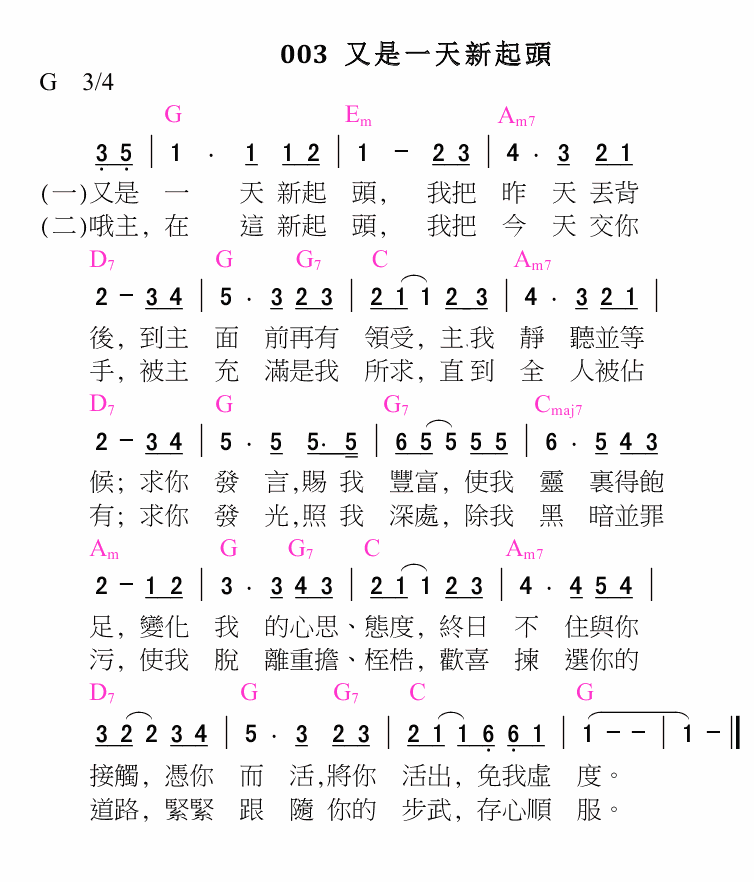 003 又是一天新起頭
G 3/4
G Em Am7
3 5 | 1 . 1 1 2 | 1 - 2 3 | 4 . 3 2 1
(一)又是 一 天 新起 頭, 我把 昨 天 丟背
(二)哦主, 在 這 新起 頭, 我把 今 天 交你
D7 G G7 C Am7
2 - 3 4 | 5 . 3 2 3 | 2 1 1 2 3 | 4 . 3 2 1 |
後, 到主 面 前再有 領受, 主.我 靜 聽並等
手, 被主 充 滿是我 所求, 直到 全 人被佔
D7 G G7 Cmaj7
2 - 3 4 | 5 . 5 5. 5 | 6 5 5 5 5 | 6 . 5 4 3
候; 求你 發 言,賜 我 豐富, 使我 靈 裏得飽
有; 求你 發 光,照 我 深處, 除我 黑 暗並罪
Am G G7 C Am7
2 - 1 2 | 3 . 3 4 3 | 2 1 1 2 3 | 4 . 4 5 4 |
足, 變化 我 的心思、態度, 終日 不 住與你
污, 使我 脫 離重擔、桎梏, 歡喜 揀 選你的
D7 G G7 C G
3 2 2 3 4 | 5 . 3 2 3 | 2 1 1 6 6 1 | 1 - - | 1 - ‖
接觸, 憑你 而 活,將你 活出, 免我虛 度。
道路, 緊緊 跟 隨 你的 步武, 存心順 服。